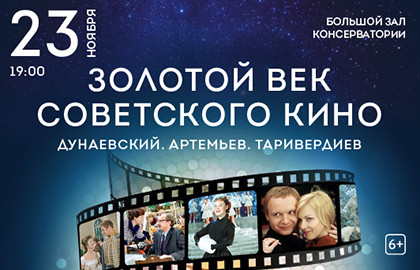 23
НОЯБРЯ
19:00
БОЛЬШОЙ ЗАЛ
КОНСЕРВАТОРИИ
ЗОЛОТОЙ ВЕК
СОВЕТСКОГО КИНО
ДУНАЕВСКИЙ. АРТЕМЬЕВ. ТАРИВЕРДИЕВ
6+